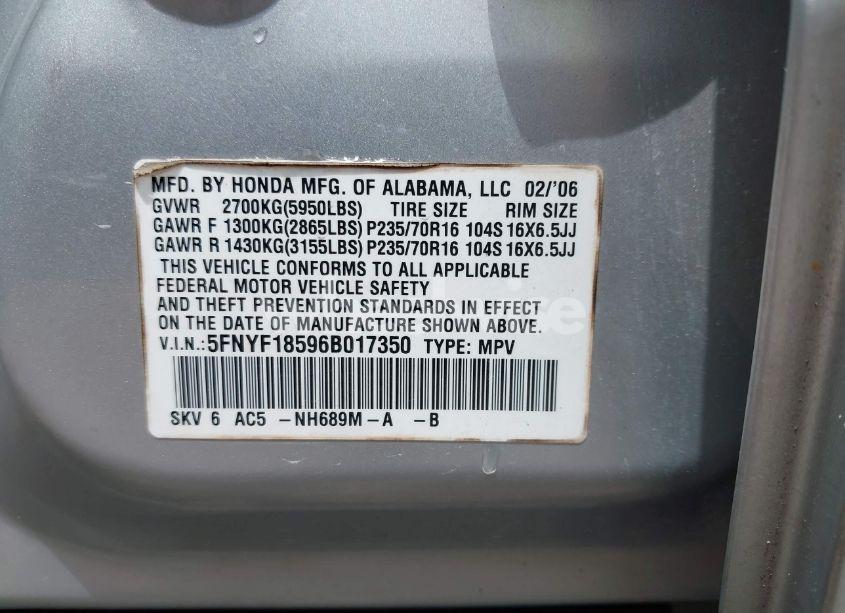 MFD. BY HONDA MFG. OF ALABAMA, LLC 02/'06
GVWR 2700KG(5950LBS) TIRE SIZE RIM SIZE
GAWR F 1300KG(2865LBS) P235/70R16 104S 16X6.5JJ
GAWR R 1430KG(3155LBS) P235/70R16 104S 16X6.5JJ
THIS VEHICLE CONFORMS TO ALL APPLICABLE
FEDERAL MOTOR VEHICLE SAFETY
AND THEFT PREVENTION STANDARDS IN EFFECT
ON THE DATE OF MANUFACTURE SHOWN ABOVE.
V.I.N.:5FNYF18596B017350 TYPE: MPV
SKV 6 AC5 -NH689M-A -B